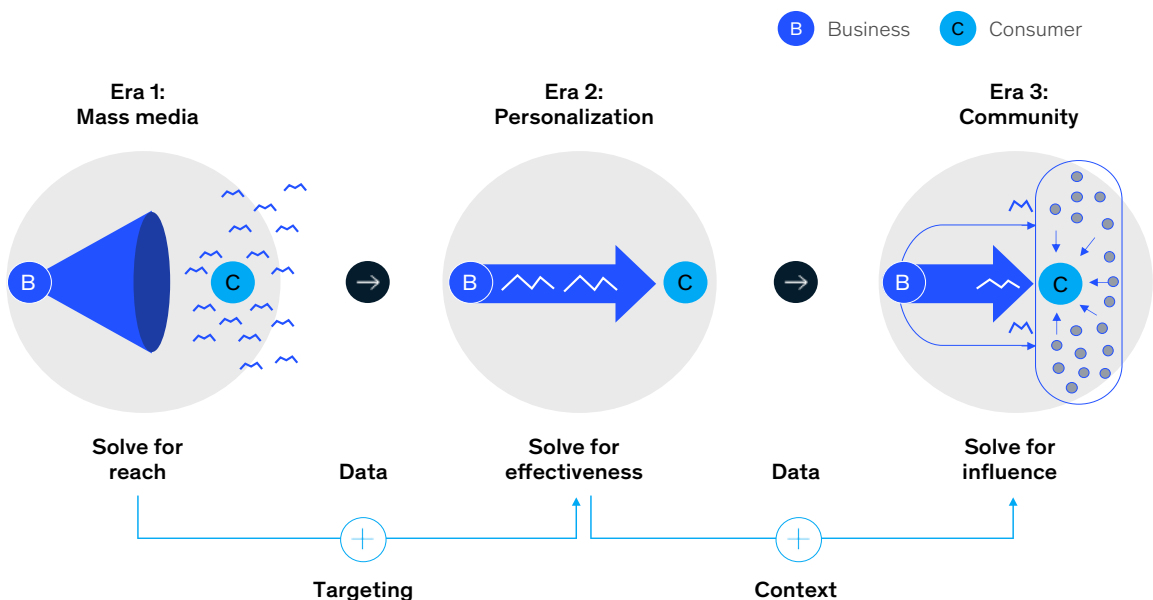 B Business C Consumer
Era 1:
Mass media
Era 2:
Personalization
Era 3:
Community
B
C
B
C
B
C
Solve for
reach
Data
Solve for
effectiveness
Data
Solve for
influence
Targeting
Context